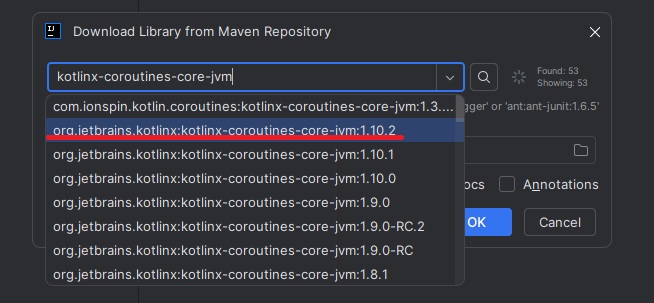 IJ
Download Library from Maven Repository
kotlinx-coroutines-core-jvm
Found: 53
Showing: 53
com.ionspin.kotlin.coroutines:kotlinx-coroutines-core-jvm:1.3....
gger' or 'ant:ant-junit:1.6.5'
org.jetbrains.kotlinx:kotlinx-coroutines-core-jvm:1.10.2
org.jetbrains.kotlinx:kotlinx-coroutines-core-jvm:1.10.1
org.jetbrains.kotlinx:kotlinx-coroutines-core-jvm:1.10.0
ocs
Annotations
org.jetbrains.kotlinx:kotlinx-coroutines-core-jvm:1.9.0
org.jetbrains.kotlinx:kotlinx-coroutines-core-jvm:1.9.0-RC.2
OK
Cancel
org.jetbrains.kotlinx:kotlinx-coroutines-core-jvm:1.9.0-RC
org.jetbrains.kotlinx:kotlinx-coroutines-core-jvm:1.8.1